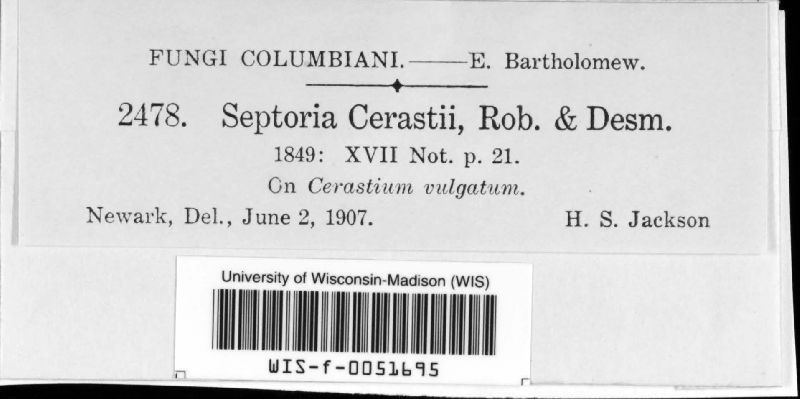 FUNGI COLUMBIANI.——E. Bartholomew.
2478. Septoria Cerastii, Rob. & Desm.
1849: XVII Not. p. 21.
On Cerastium vulgatum.
Newark, Del., June 2, 1907. H. S. Jackson
University of Wisconsin-Madison (WIS)
WIS-f-0051695